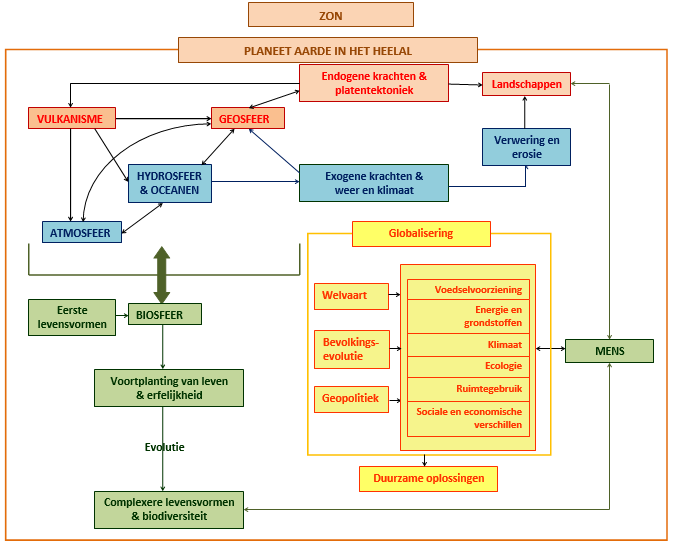 ZON
PLANEET AARDE IN HET HEELAL
Endogene krachten &
platentektoniek
Landschappen
VULKANISME
GEOSFEER
Verwering en
erosie
HYDROSFEER
& OCEANEN
Exogene krachten &
weer en klimaat
ATMOSFEER
Globalisering
Eerste
levensvormen
BIOSFEER
Welvaart
Bevolkings-
evolutie
Geopolitiek
Voedselvoorziening
Energie en
grondstoffen
Klimaat
Ecologie
Ruimtegebruik
Sociale en economische
verschillen
MENS
Voortplanting van leven
& erfelijkheid
Evolutie
Duurzame oplossingen
Complexere levensvormen
& biodiversiteit